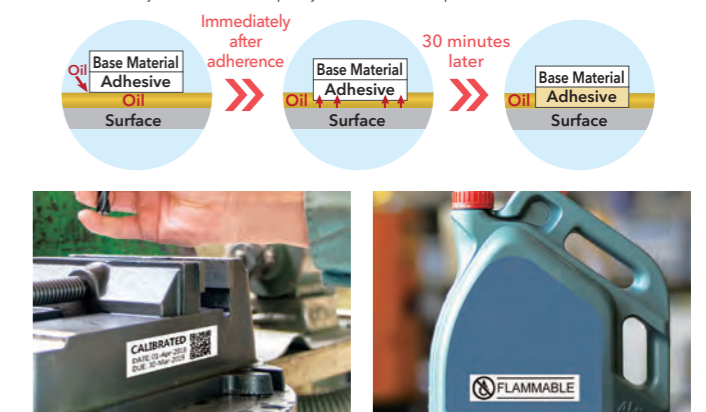 Immediately
after
adherence
30 minutes
later
Oil
Base Material
Adhesive
Oil
Surface
Base Material
Adhesive
Oil
Surface
Base Material
Adhesive
Oil
Surface
CALIBRATED
DATE: 01-Apr-2018
DUE: 30-Mar-2019
FLAMMABLE